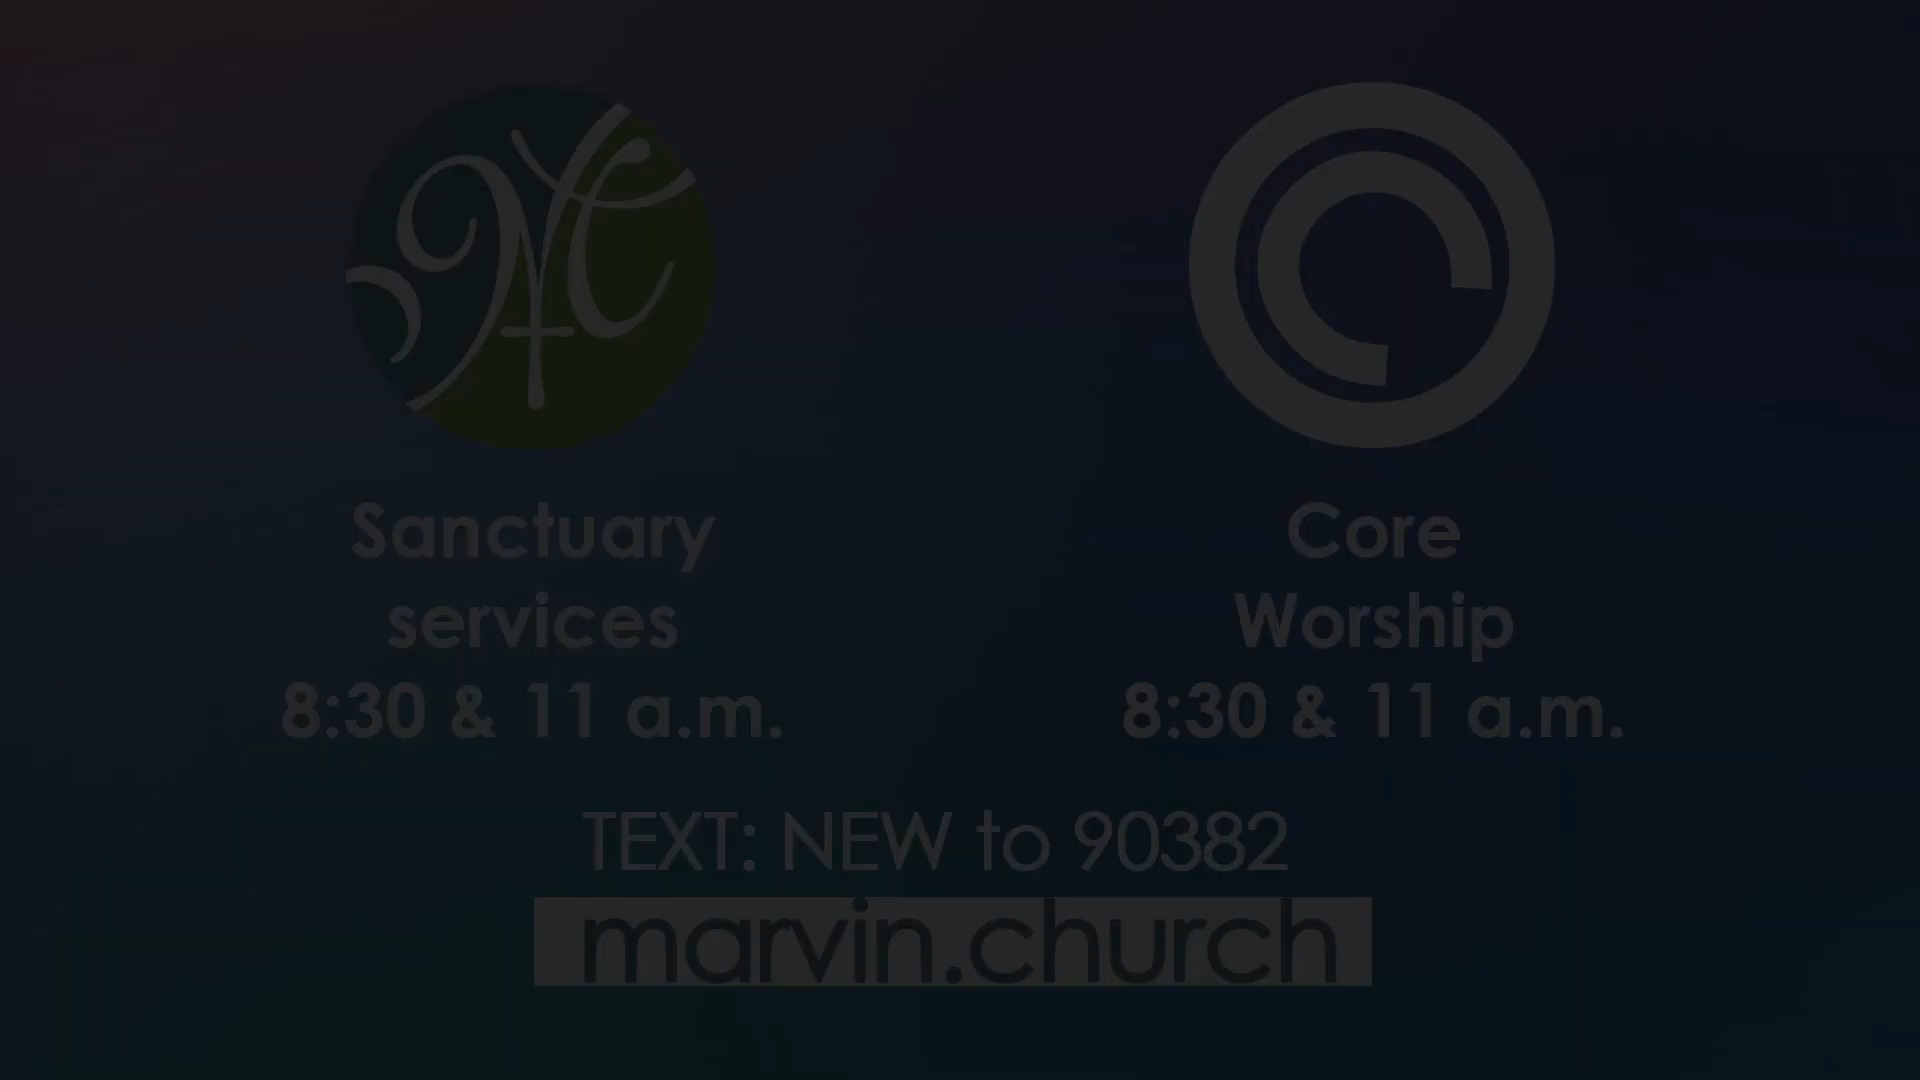 Sanctuary
services
8:30 & 11 a.m.
Core
Worship
8:30 & 11 a.m.
TEXT: NEW to 90382
marvin.church